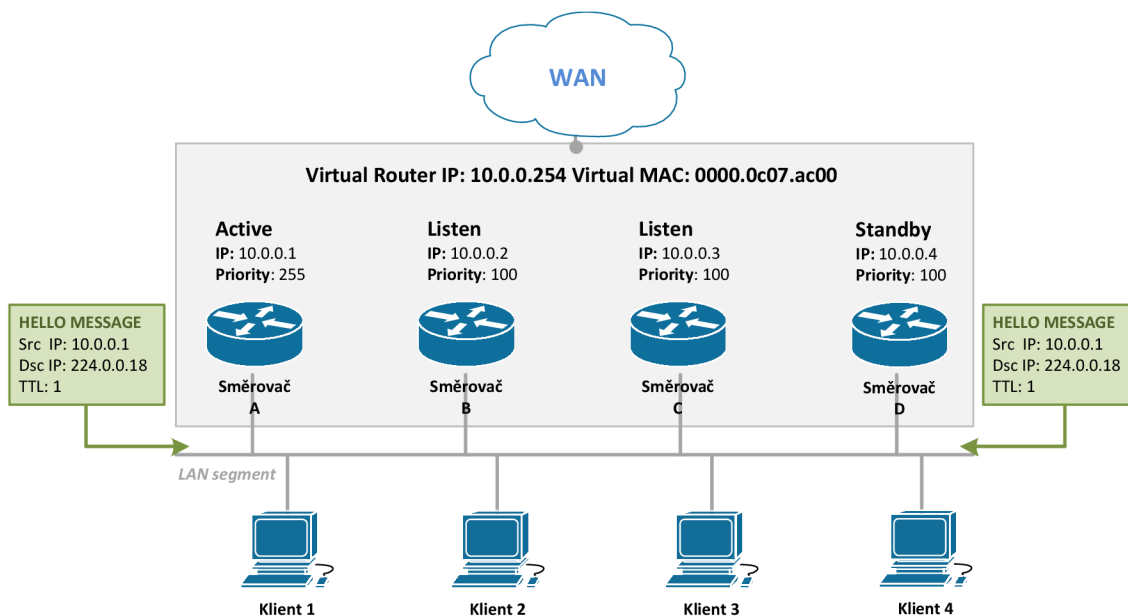 WAN
Virtual Router IP: 10.0.0.254 Virtual MAC: 0000.0c07.ac00
Active
IP: 10.0.0.1
Priority: 255
Listen
IP: 10.0.0.2
Priority: 100
Listen
IP: 10.0.0.3
Priority: 100
Standby
IP: 10.0.0.4
Priority: 100
HELLO MESSAGE
Src IP: 10.0.0.1
Dsc IP: 224.0.0.18
TTL: 1
HELLO MESSAGE
Src IP: 10.0.0.1
Dsc IP: 224.0.0.18
TTL: 1
Směrovač
A
Směrovač
B
Směrovač
C
Směrovač
D
LAN segment
Klient 1
Klient 2
Klient 3
Klient 4